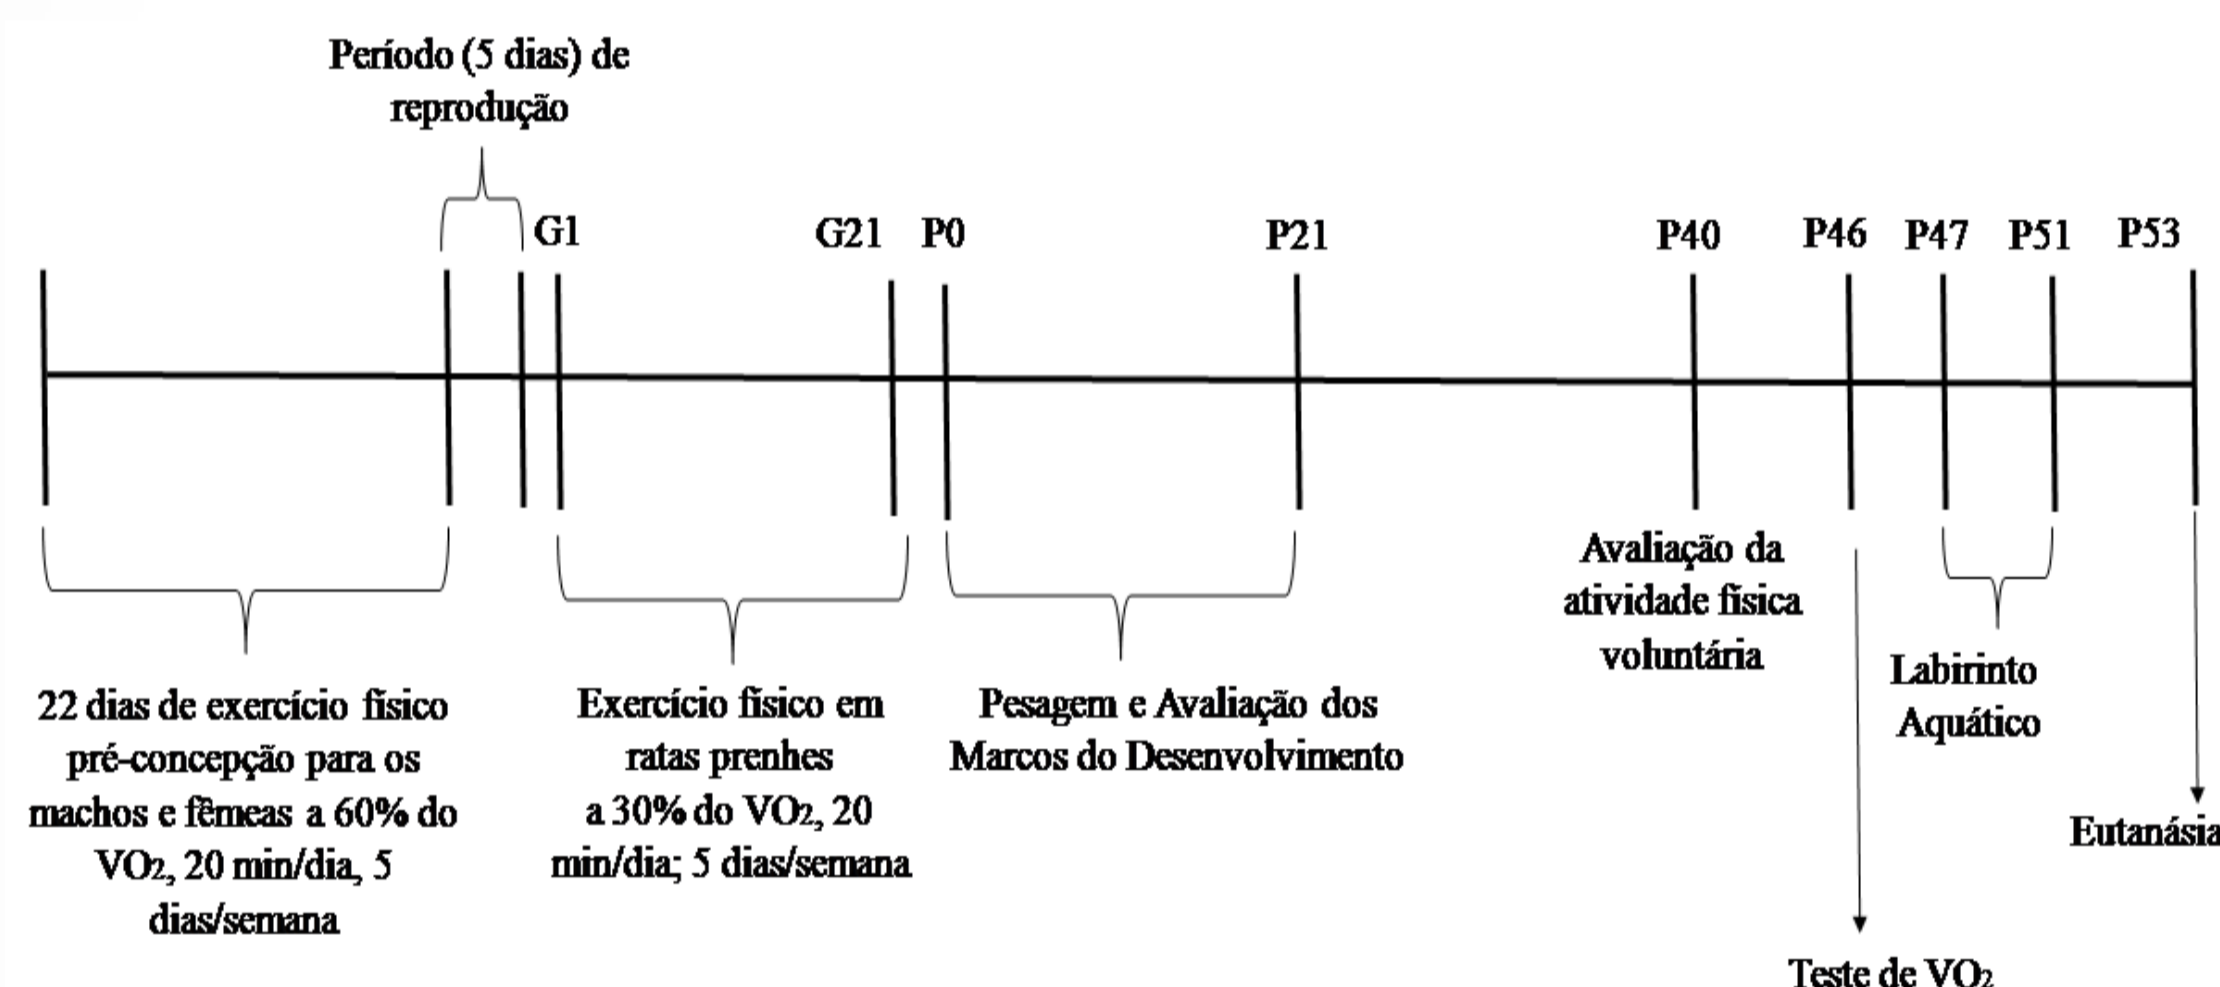 Período (5 dias) de
reprodução
G1
G21
P0
P21
P40
P46
P47
P51
P53
22 dias de exercício físico
pré-concepção para os
machos e fêmeas a 60% do
VO₂, 20 min/dia, 5
dias/semana
Exercício físico em
ratas prenhes
a 30% do VO₂, 20
min/dia; 5 dias/semana
Pesagem e Avaliação dos
Marcos do Desenvolvimento
Avaliação da
atividade física
voluntária
Teste de VO₂
Labirinto
Aquático
Eutanásia